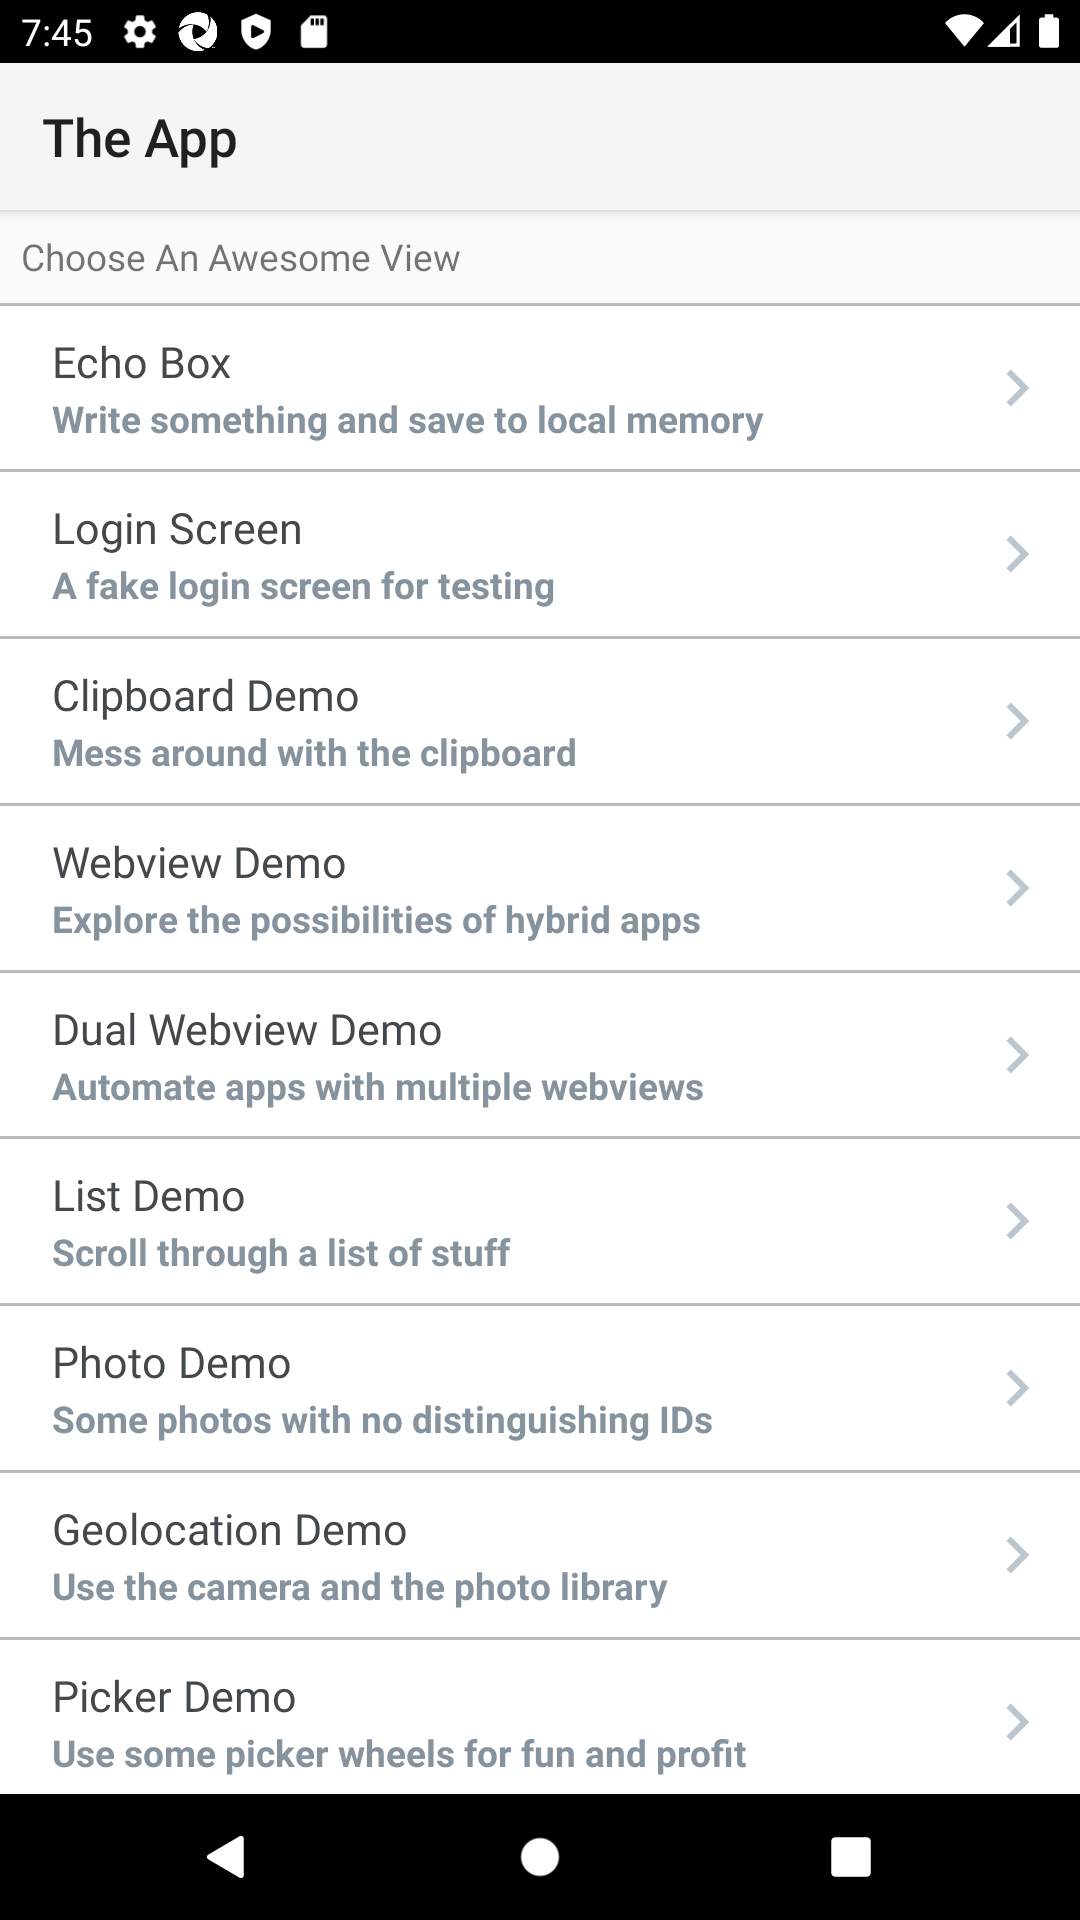 7:45
The App
Choose An Awesome View
Echo Box
Write something and save to local memory
Login Screen
A fake login screen for testing
Clipboard Demo
Mess around with the clipboard
Webview Demo
Explore the possibilities of hybrid apps
Dual Webview Demo
Automate apps with multiple webviews
List Demo
Scroll through a list of stuff
Photo Demo
Some photos with no distinguishing IDs
Geolocation Demo
Use the camera and the photo library
Picker Demo
Use some picker wheels for fun and profit